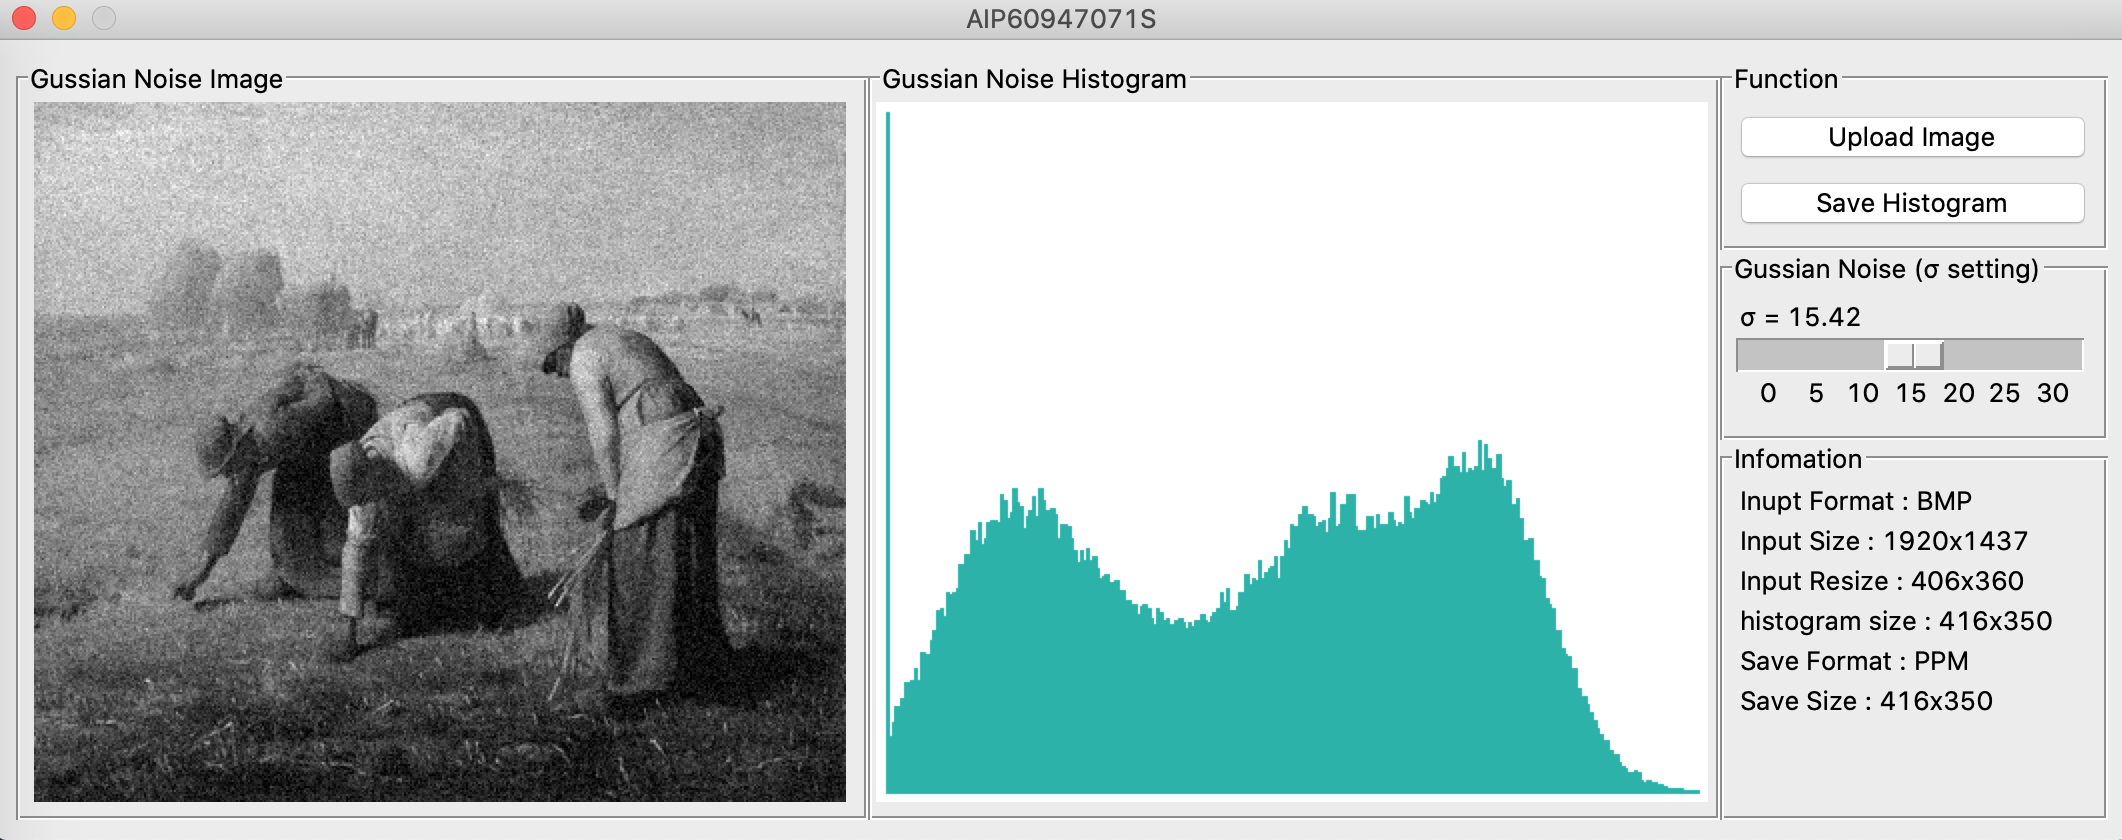 AIP60947071S
Gussian Noise Image
Gussian Noise Histogram
Function
Upload Image
Save Histogram
Gussian Noise (σ setting)
σ = 15.42
0 5 10 15 20 25 30
Infomation
Inupt Format : BMP
Input Size : 1920x1437
Input Resize : 406x360
histogram size : 416x350
Save Format : PPM
Save Size : 416x350